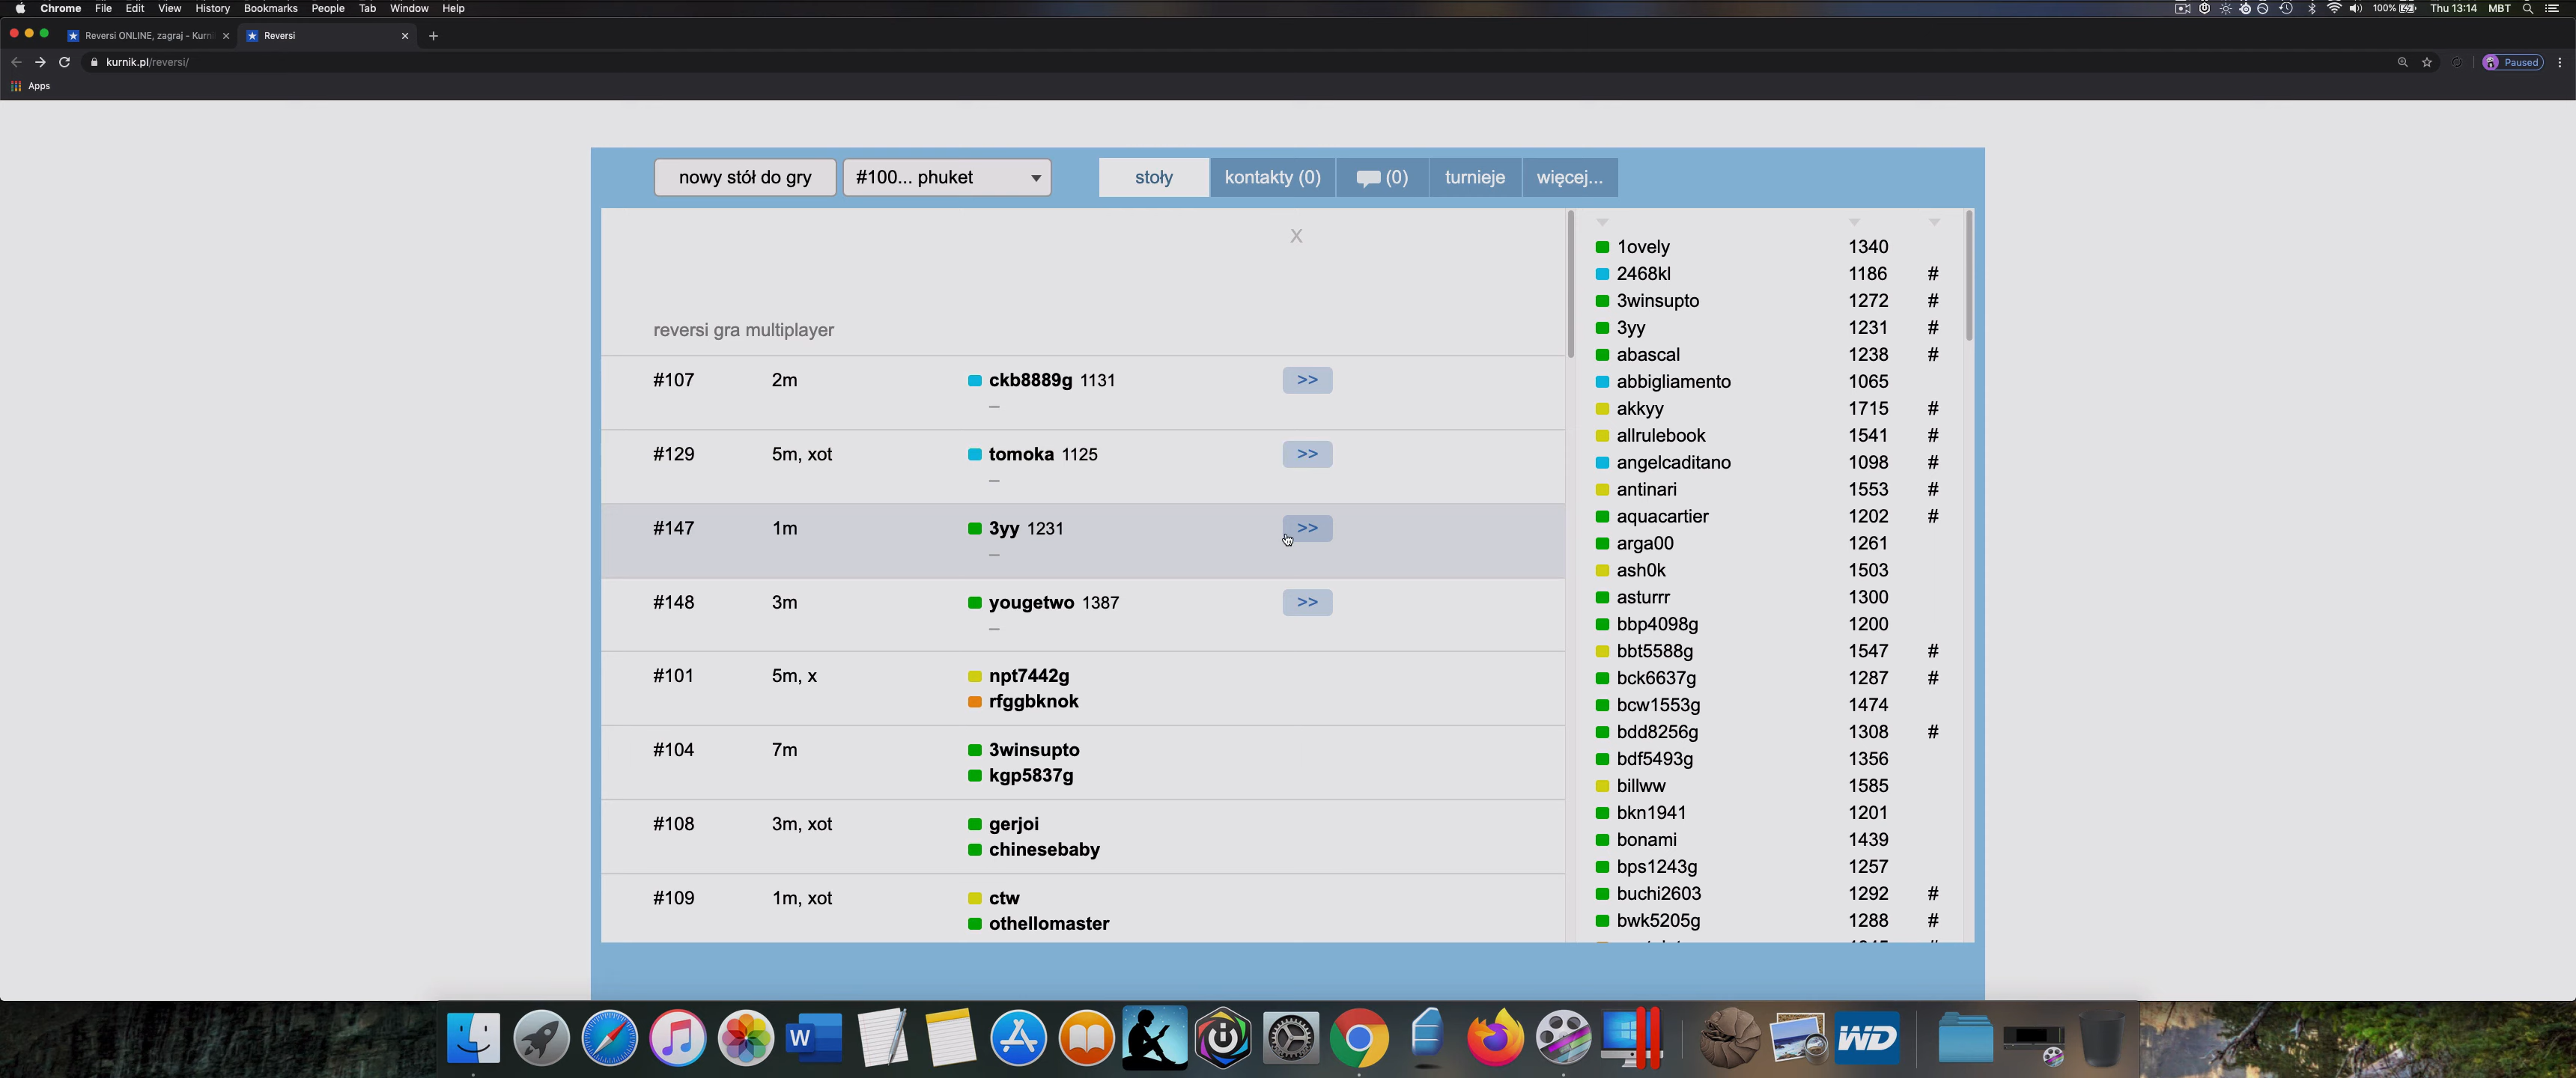 Chrome File Edit View History Bookmarks People Tab Window Help 100% Thu 13:14 MBT
Reversi ONLINE, zagraj - Kurni Reversi
kurnik.pl/reversi/ Paused
Apps
nowy stół do gry #100... phuket stoły kontakty (0) (0) turnieje więcej...
X
reversi gra multiplayer
#107 2m ckb8889g 1131 >>
–
#129 5m, xot tomoka 1125 >>
–
#147 1m 3yy 1231 >>
–
#148 3m yougetwo 1387 >>
–
#101 5m, x npt7442g
rfggbknok
#104 7m 3winsupto
kgp5837g
#108 3m, xot gerjoi
chinesebaby
#109 1m, xot ctw
othellomaster
1ovely 1340
2468kl 1186 #
3winsupto 1272 #
3yy 1231 #
abascal 1238 #
abbigliamento 1065
akkyy 1715 #
allrulebook 1541 #
angelcaditano 1098 #
antinari 1553 #
aquacartier 1202 #
arga00 1261
ash0k 1503
asturrr 1300
bbp4098g 1200
bbt5588g 1547 #
bck6637g 1287 #
bcw1553g 1474
bdd8256g 1308 #
bdf5493g 1356
billww 1585
bkn1941 1201
bonami 1439
bps1243g 1257
buchi2603 1292 #
bwk5205g 1288 #
W
WD